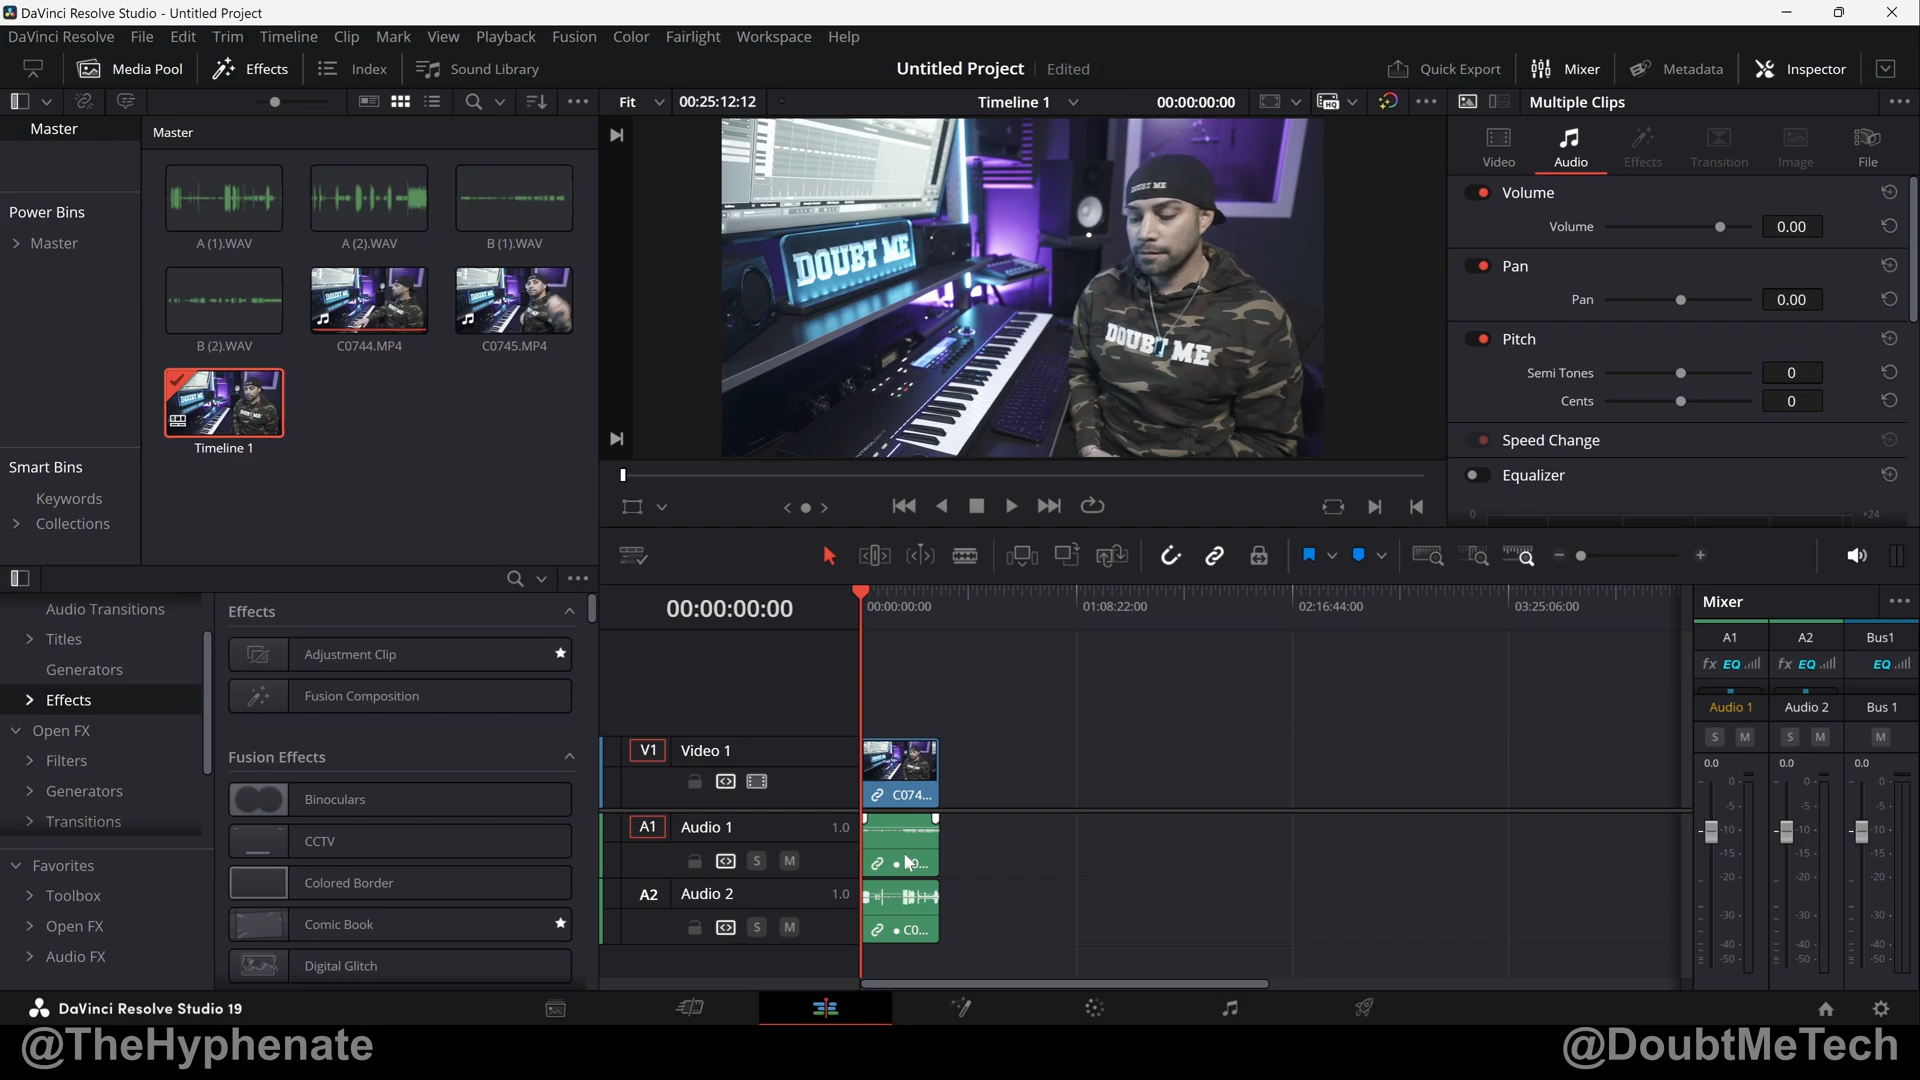 DaVinci Resolve Studio - Untitled Project
DaVinci Resolve File Edit Trim Timeline Clip Mark View Playback Fusion Color Fairlight Workspace Help
Media Pool Effects Index Sound Library Untitled Project Edited Quick Export Mixer Metadata Inspector
Fit 00:25:12:12 Timeline 1 00:00:00:00 Multiple Clips
Master
Master
Power Bins
Master
Smart Bins
Keywords
Collections
A (1).WAV A (2).WAV B (1).WAV
B (2).WAV C0744.MP4 C0745.MP4
Timeline 1
DOUBT ME
DOUBT ME
DOUBT ME
Video Audio Effects Transition Image File
Volume
Volume 0.00
Pan
Pan 0.00
Pitch
Semi Tones 0
Cents 0
Speed Change
Equalizer
0 +24
Audio Transitions
Titles
Generators
Effects
Open FX
Filters
Generators
Transitions
Favorites
Toolbox
Open FX
Audio FX
Effects
Adjustment Clip
Fusion Composition
Fusion Effects
Binoculars
CCTV
Colored Border
Comic Book
Digital Glitch
00:00:00:00 00:00:00:00 01:08:22:00 02:16:44:00 03:25:06:00
V1 Video 1
C074...
A1 Audio 1 1.0
S M
A2 Audio 2 1.0
S M C0...
Mixer
A1 A2 Bus1
fx EQ fx EQ EQ
Audio 1 Audio 2 Bus 1
S M S M M
0.0 0.0 0.0
0- 0- 0-
-5- -5- -5-
-10- -10- -10-
-15- -15- -15-
-20- -20- -20-
-30- -30- -30-
-40- -40- -40-
-50- -50- -50-
DaVinci Resolve Studio 19
@TheHyphenate @DoubtMeTech